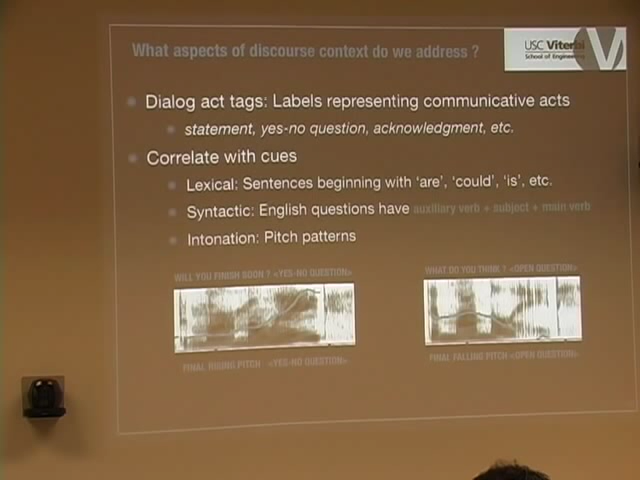 What aspects of discourse context do we address ?
USC Viterbi
School of Engineering
Dialog act tags: Labels representing communicative acts
statement, yes-no question, acknowledgment, etc.
Correlate with cues
Lexical: Sentences beginning with ‘are’, ‘could’, ‘is’, etc.
Syntactic: English questions have auxiliary verb + subject + main verb
Intonation: Pitch patterns
WILL YOU FINISH SOON ? <YES-NO QUESTION>
WHAT DO YOU THINK ? <OPEN QUESTION>
FINAL RISING PITCH <YES-NO QUESTION>
FINAL FALLING PITCH <OPEN QUESTION>